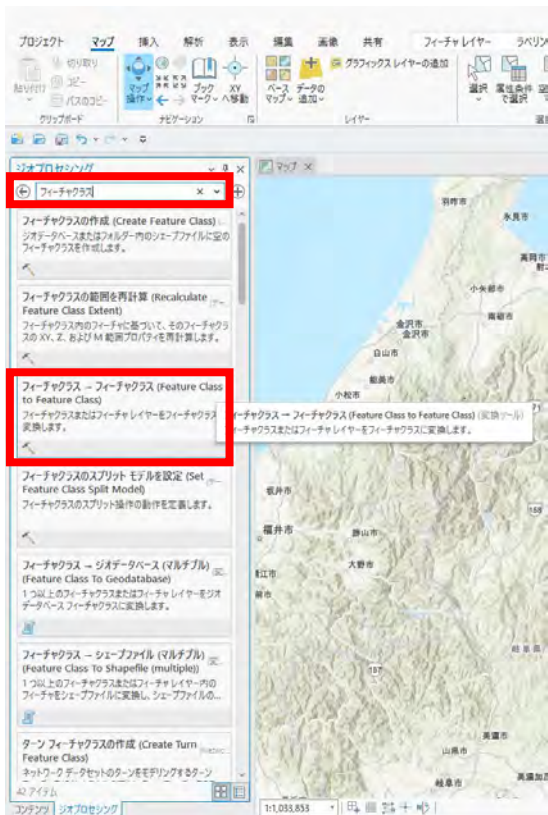 プロジェクト マップ 挿入 解析 表示 編集 画像 共有 フィーチャ レイヤー ラベリン
切り取り
コピー
貼り付け
パスのコピー
クリップボード
マップ操作
ブックマーク
XYへ移動
ナビゲーション
ベースマップ
データの追加
グラフィックス レイヤーの追加
レイヤー
選択
属性条件で選択
ジオプロセシング
マップ
フィーチャクラス
フィーチャクラスの作成 (Create Feature Class)
ジオデータベースまたはフォルダー内のシェープファイルに空の
フィーチャクラスを作成します。
フィーチャクラスの範囲を再計算 (Recalculate
Feature Class Extent)
フィーチャクラス内のフィーチャに基づいて、そのフィーチャクラ
スの XY、Z、および M 範囲プロパティを再計算します。
フィーチャクラス → フィーチャクラス (Feature Class
to Feature Class)
フィーチャクラスまたはフィーチャ レイヤーをフィーチャクラス
変換します。
フィーチャクラス → フィーチャクラス (Feature Class to Feature Class) (変換ツール)
フィーチャクラスまたはフィーチャ レイヤーをフィーチャクラスに変換します。
フィーチャクラスのスプリット モデルを設定 (Set
Feature Class Split Model)
フィーチャクラスのスプリット操作の動作を定義します。
フィーチャクラス → ジオデータベース (マルチプル)
(Feature Class To Geodatabase)
1 つ以上のフィーチャクラスまたはフィーチャ レイヤーをジオ
データベース フィーチャクラスに変換します。
フィーチャクラス → シェープファイル (マルチプル)
(Feature Class To Shapefile (multiple))
1 つ以上のフィーチャクラスまたはフィーチャ レイヤー内の
フィーチャをシェープファイルに変換し、シェープファイルの...
ターン フィーチャクラスの作成 (Create Turn
Feature Class)
ネットワーク データセットのターンをモデリングするターン
42 アイテム
コンテンツ ジオプロセシング
1:1,033,853
羽咋市
氷見市
高岡市
小矢部市
金沢市
金沢市
南砺市
白山市
能美市
小松市
坂井市
福井市
勝山市
大野市
158
157
岐阜県
美濃市
山県市
岐阜市
美濃加